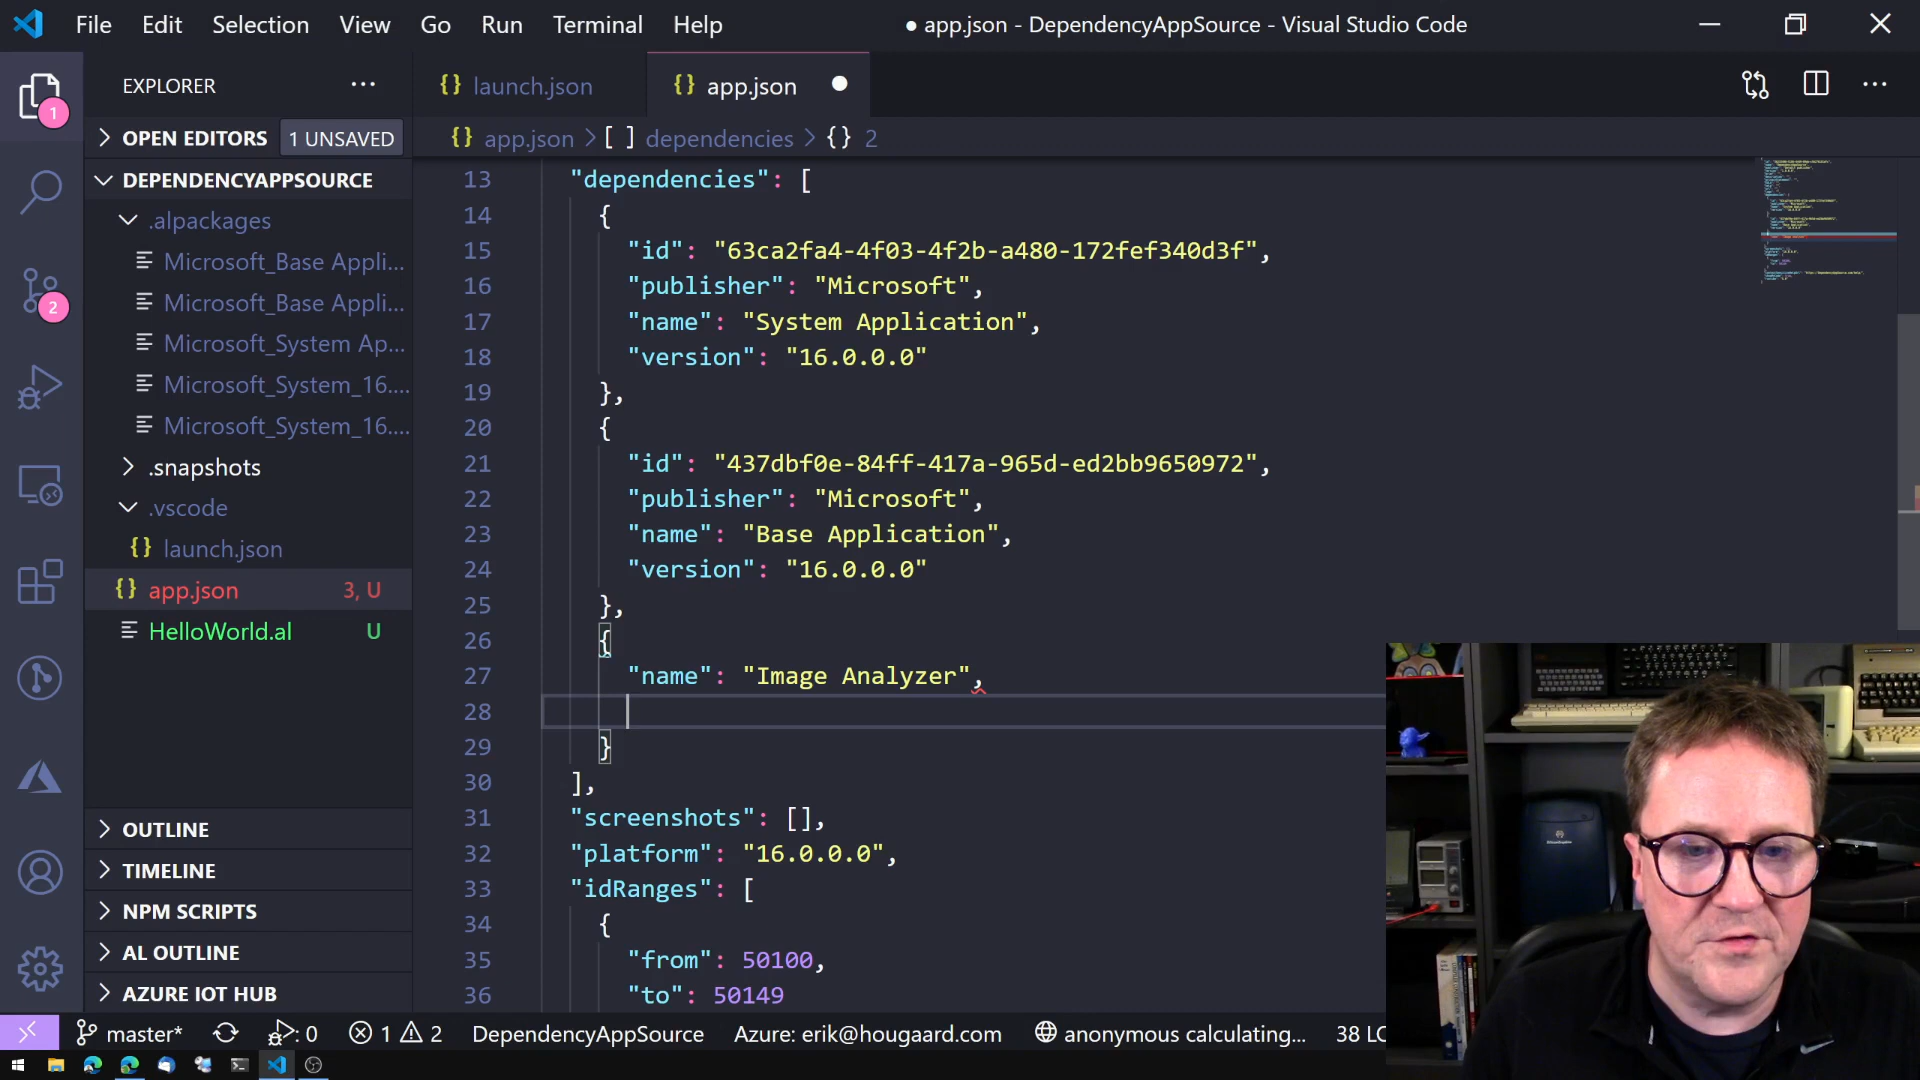 File Edit Selection View Go Run Terminal Help
● app.json - DependencyAppSource - Visual Studio Code
EXPLORER
OPEN EDITORS 1 UNSAVED
DEPENDENCYAPPSOURCE
.alpackages
Microsoft_Base Appli...
Microsoft_Base Appli...
Microsoft_System Ap...
Microsoft_System_16....
Microsoft_System_16....
.snapshots
.vscode
{} launch.json
{} app.json 3, U
HelloWorld.al U
OUTLINE
TIMELINE
NPM SCRIPTS
AL OUTLINE
AZURE IOT HUB
1
2
{} launch.json
{} app.json ●
{} app.json > [ ] dependencies > {} 2
13 "dependencies": [
14 {
15 "id": "63ca2fa4-4f03-4f2b-a480-172fef340d3f",
16 "publisher": "Microsoft",
17 "name": "System Application",
18 "version": "16.0.0.0"
19 },
20 {
21 "id": "437dbf0e-84ff-417a-965d-ed2bb9650972",
22 "publisher": "Microsoft",
23 "name": "Base Application",
24 "version": "16.0.0.0"
25 },
26 {
27 "name": "Image Analyzer",
28
29 }
30 ],
31 "screenshots": [],
32 "platform": "16.0.0.0",
33 "idRanges": [
34 {
35 "from": 50100,
36 "to": 50149
master* 0 1 2 DependencyAppSource Azure: erik@hougaard.com anonymous calculating... 38 LO